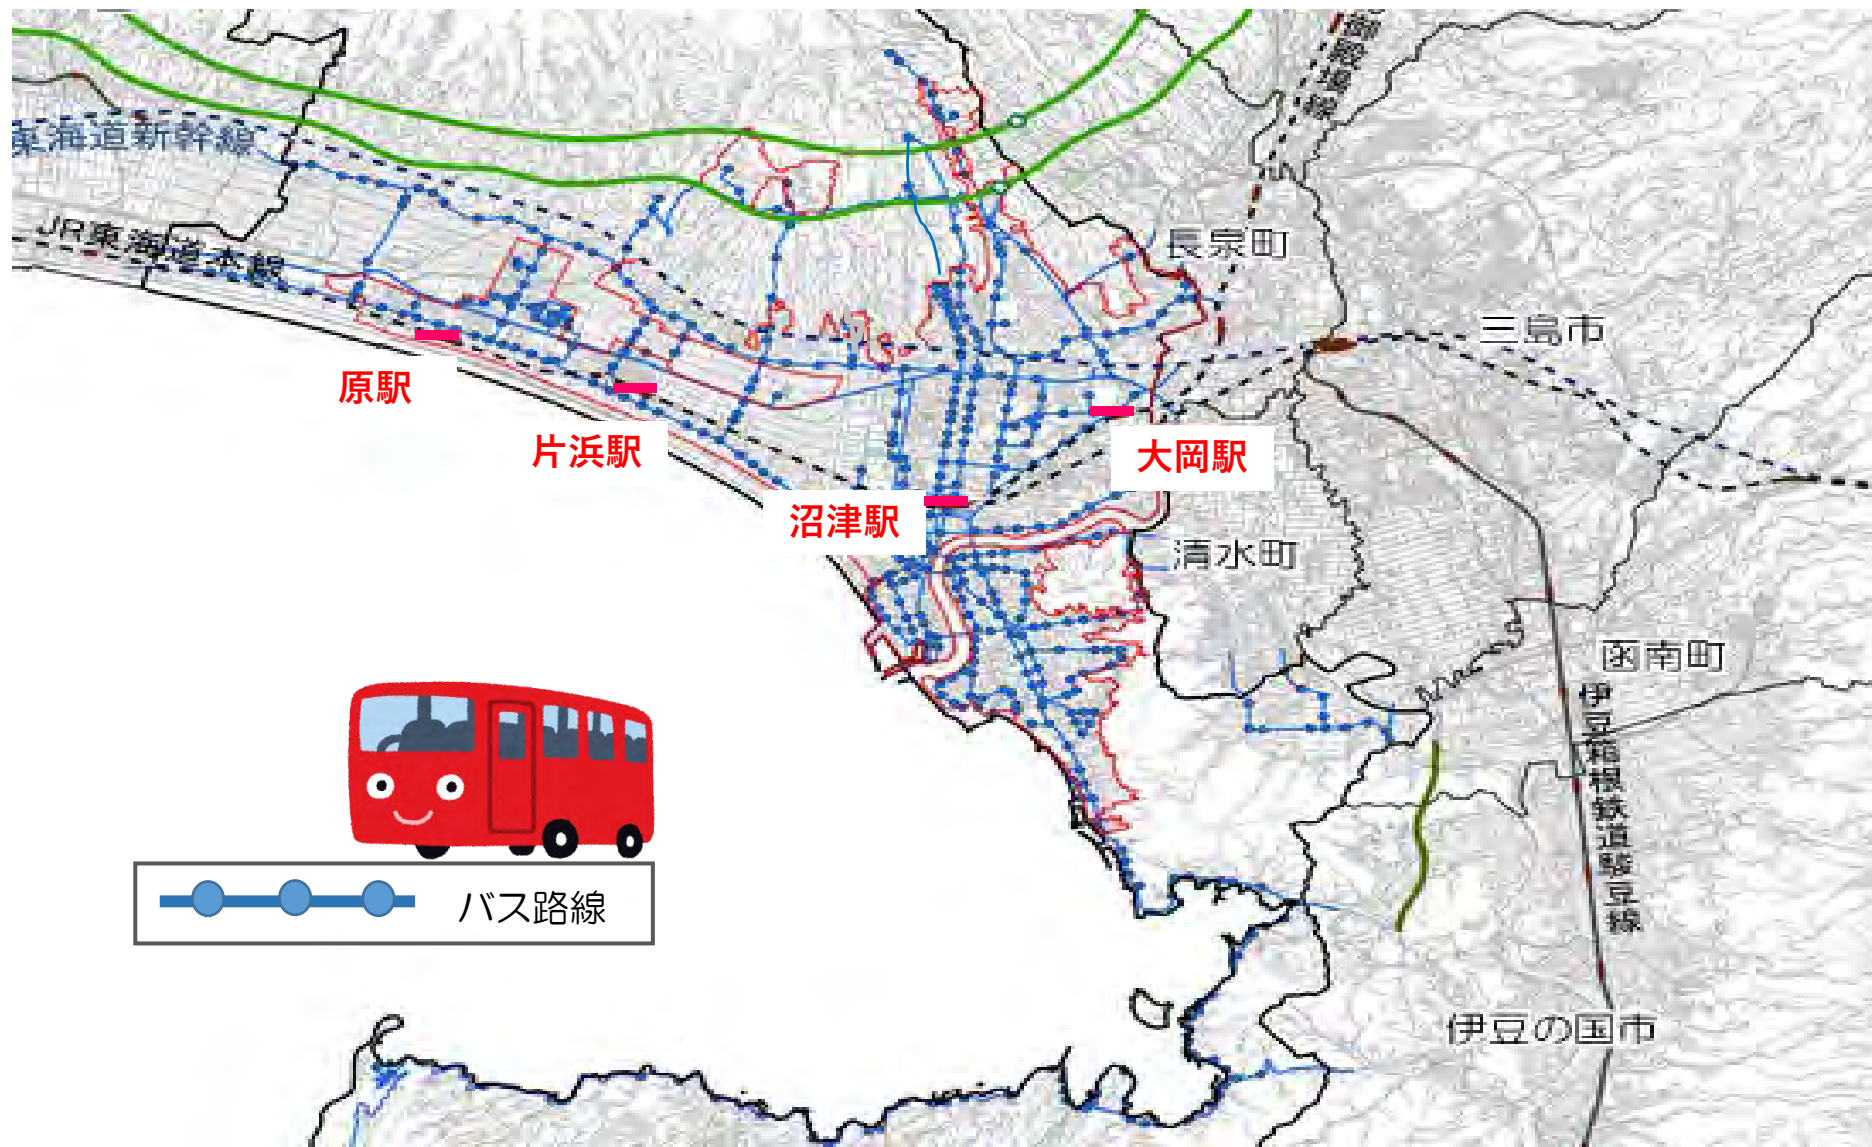 御殿場線
東海道新幹線
JR東海道本線
長泉町
三島市
原駅
片浜駅
大岡駅
沼津駅
清水町
函南町
伊豆箱根鉄道駿豆線
バス路線
伊豆の国市